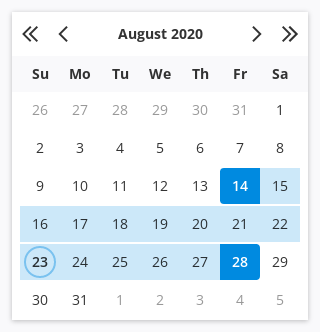 August 2020
Su Mo Tu We Th Fr Sa
26 27 28 29 30 31 1
2 3 4 5 6 7 8
9 10 11 12 13 14 15
16 17 18 19 20 21 22
23 24 25 26 27 28 29
30 31 1 2 3 4 5